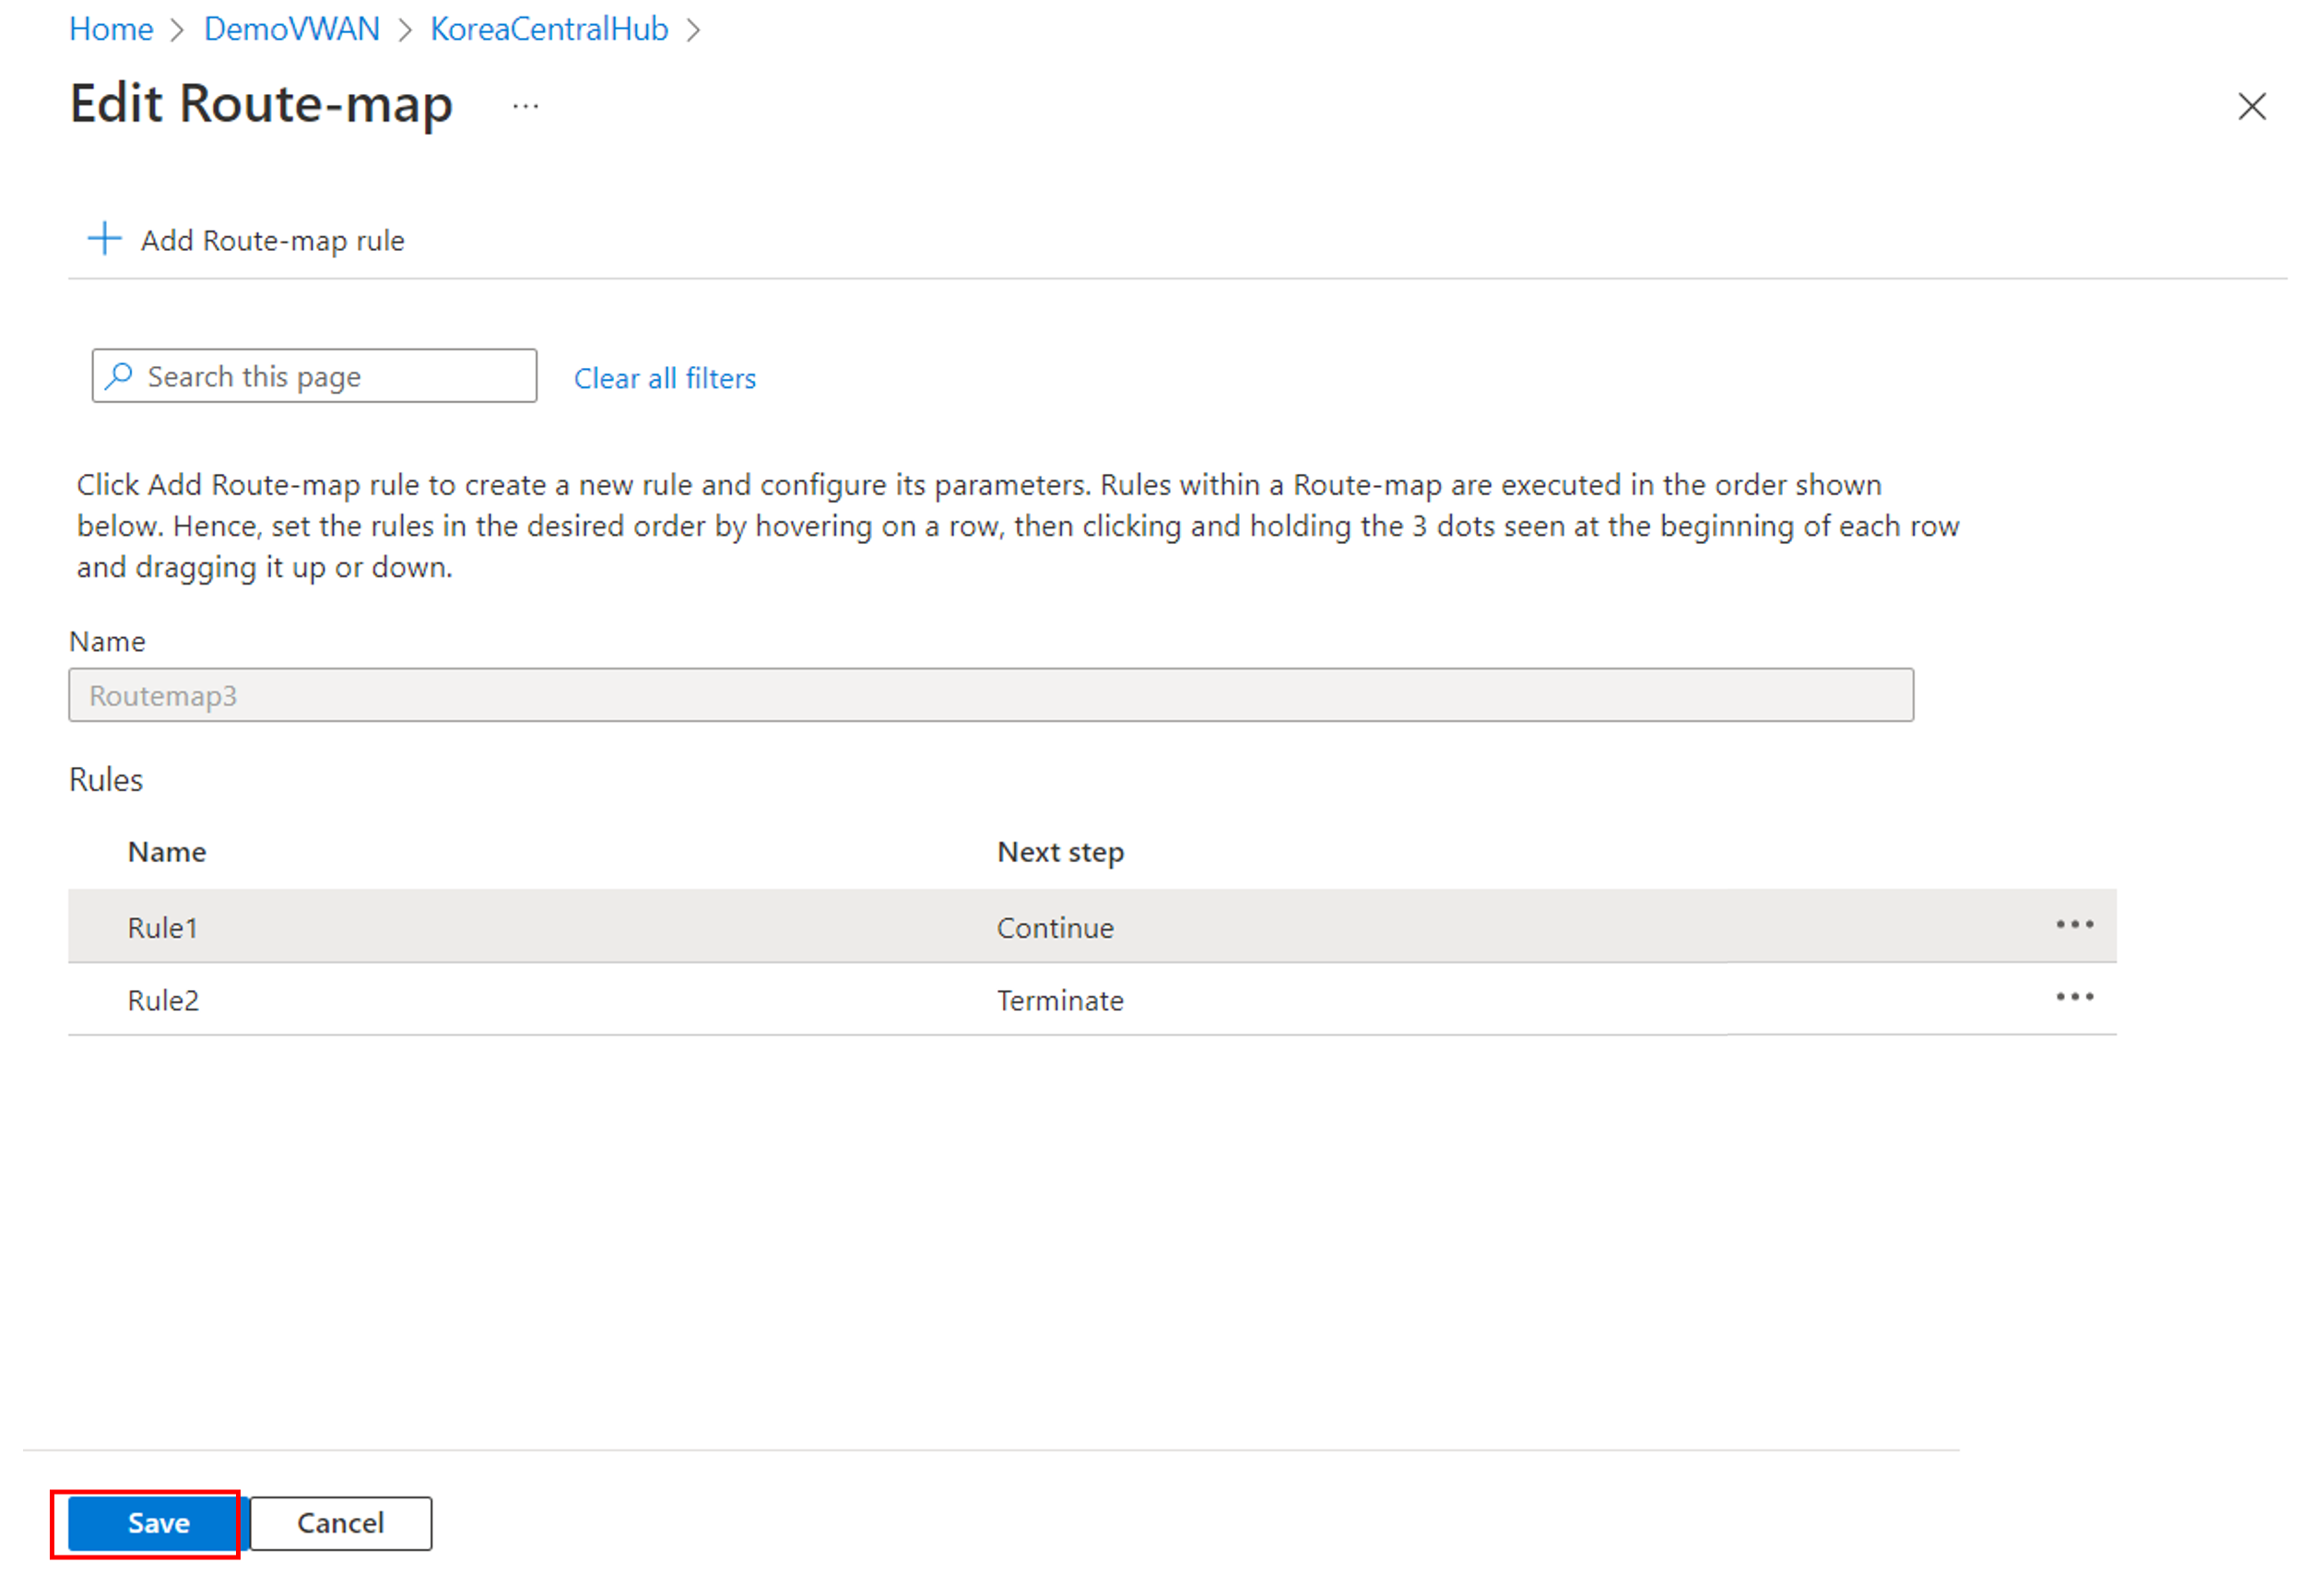 Home > DemoVWAN > KoreaCentralHub >
Edit Route-map ...
Add Route-map rule
Search this page Clear all filters
Click Add Route-map rule to create a new rule and configure its parameters. Rules within a Route-map are executed in the order shown
below. Hence, set the rules in the desired order by hovering on a row, then clicking and holding the 3 dots seen at the beginning of each row
and dragging it up or down.
Name
Routemap3
Rules
Name Next step
Rule1 Continue
Rule2 Terminate
Save Cancel